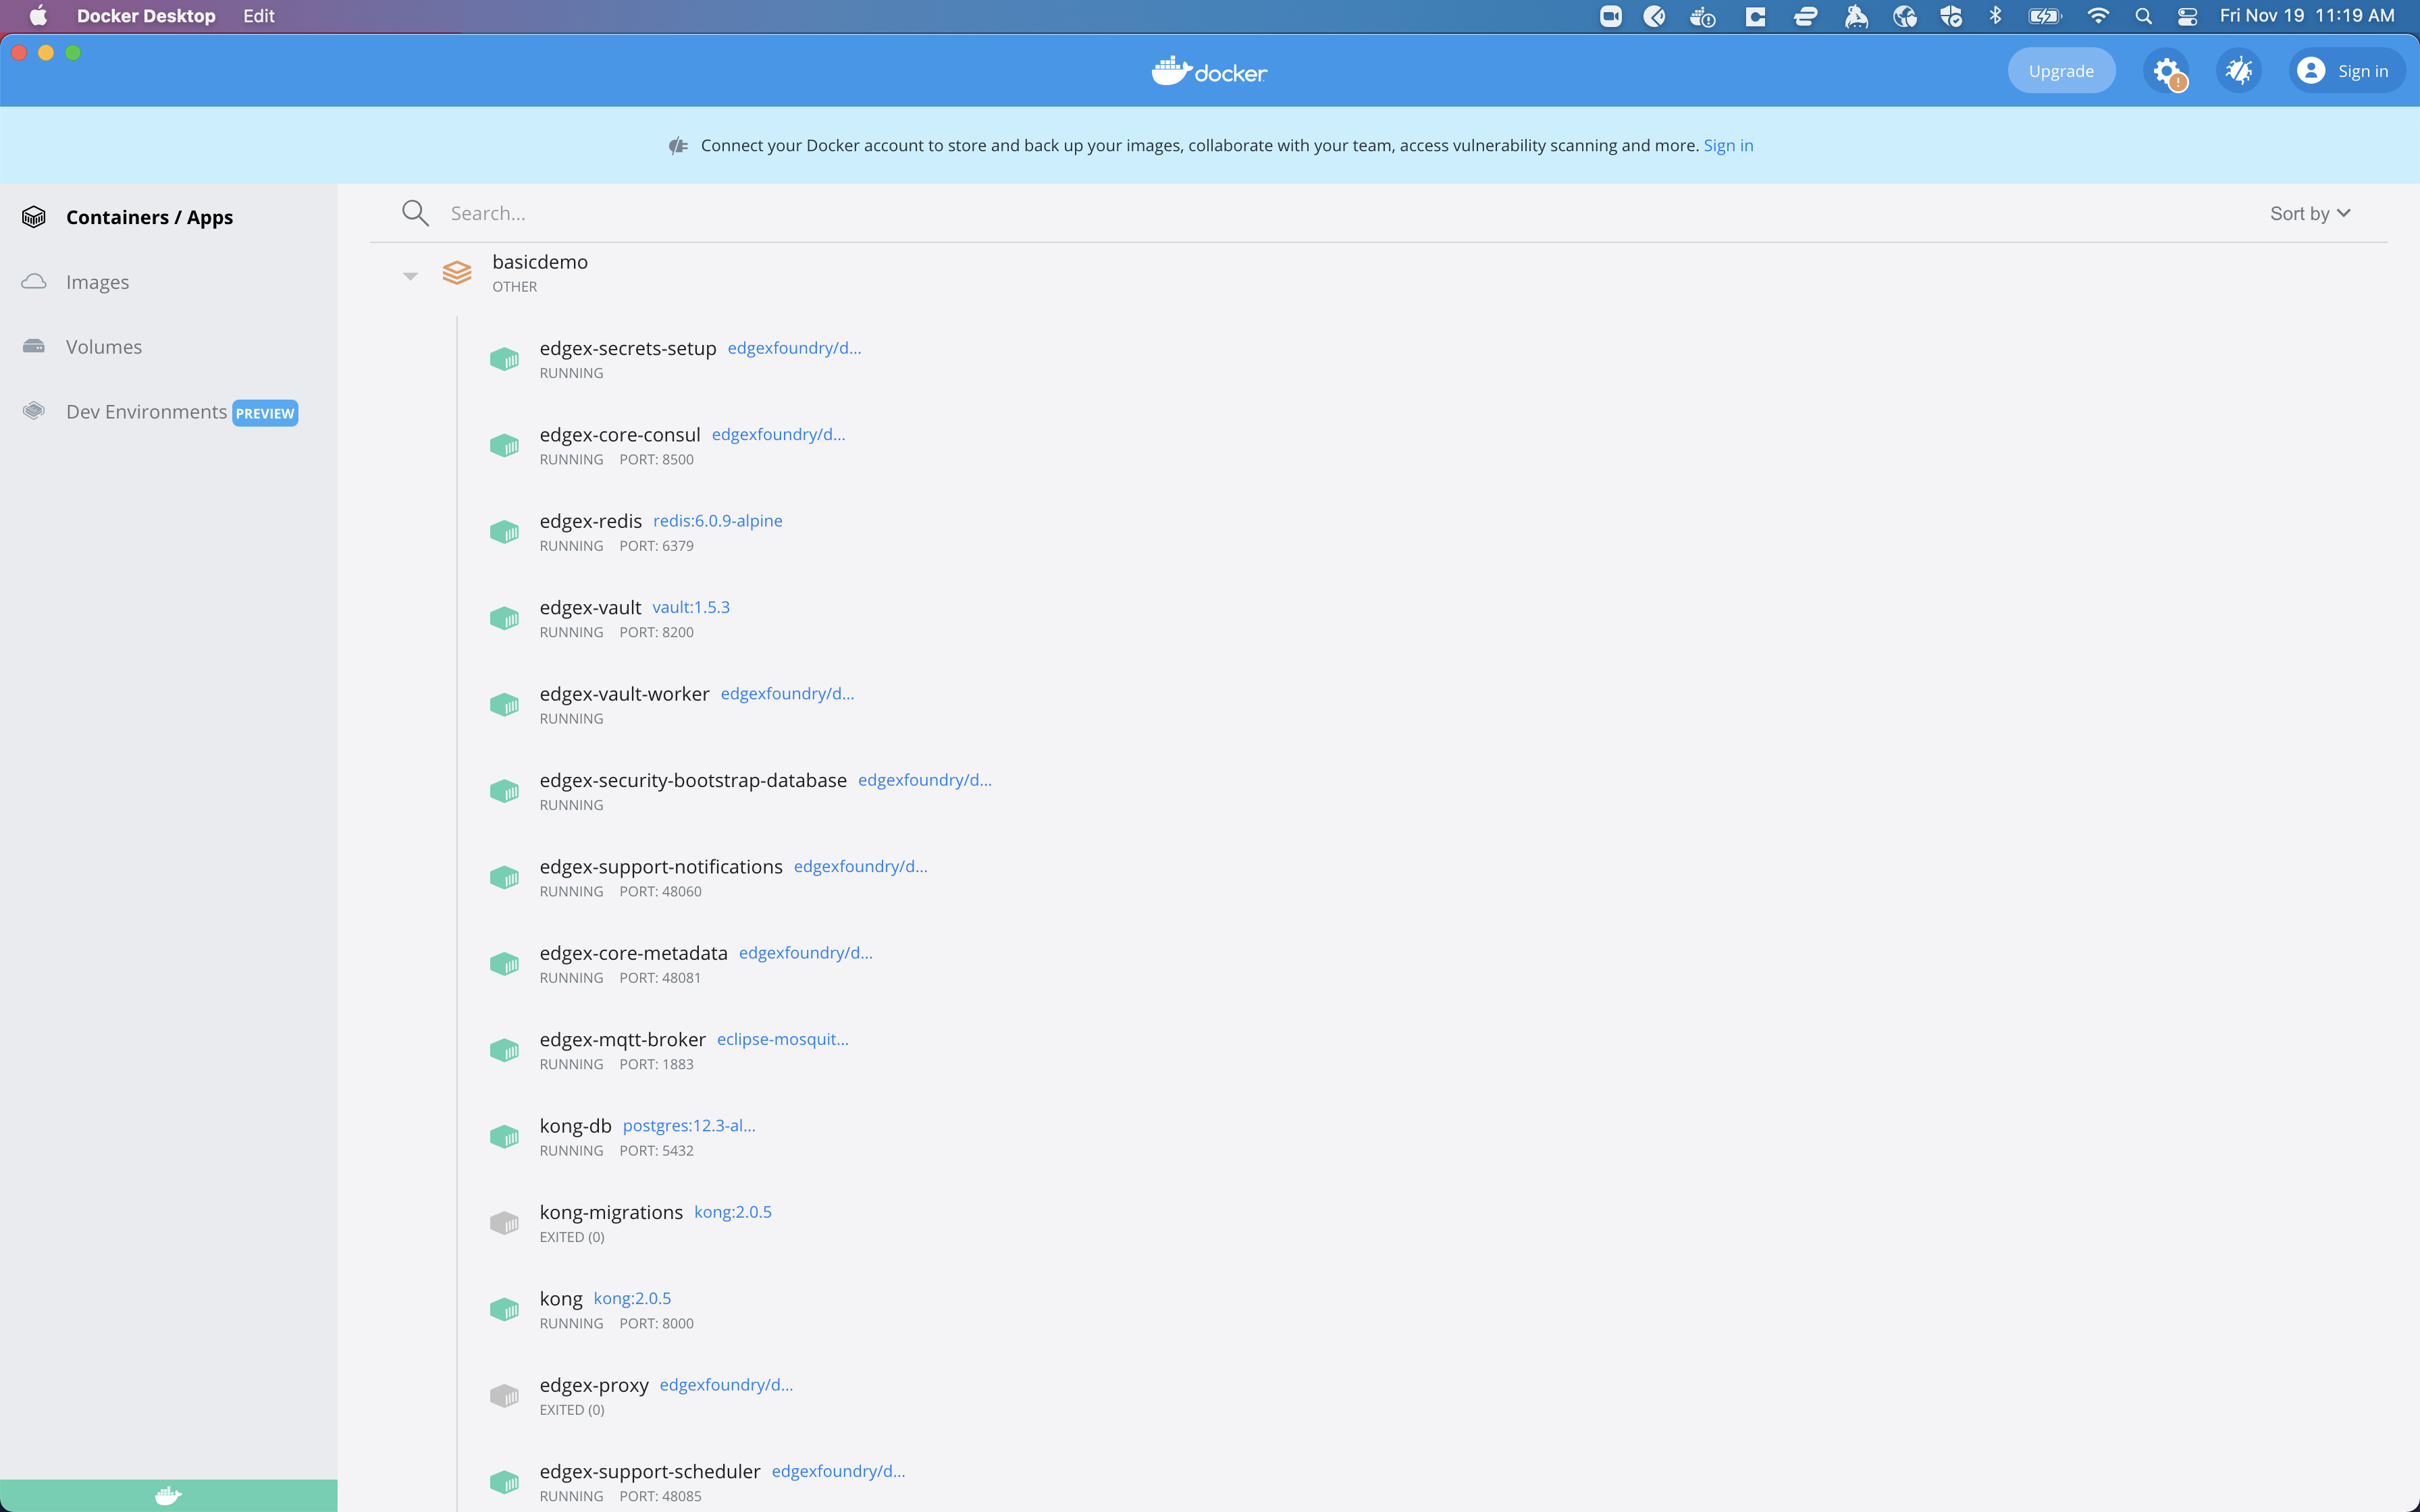 Docker Desktop Edit Fri Nov 19 11:19 AM
docker Upgrade Sign in
Connect your Docker account to store and back up your images, collaborate with your team, access vulnerability scanning and more. Sign in
Containers / Apps
Images
Volumes
Dev Environments PREVIEW
Search... Sort by
basicdemo
OTHER
edgex-secrets-setup edgexfoundry/d...
RUNNING
edgex-core-consul edgexfoundry/d...
RUNNING PORT: 8500
edgex-redis redis:6.0.9-alpine
RUNNING PORT: 6379
edgex-vault vault:1.5.3
RUNNING PORT: 8200
edgex-vault-worker edgexfoundry/d...
RUNNING
edgex-security-bootstrap-database edgexfoundry/d...
RUNNING
edgex-support-notifications edgexfoundry/d...
RUNNING PORT: 48060
edgex-core-metadata edgexfoundry/d...
RUNNING PORT: 48081
edgex-mqtt-broker eclipse-mosquit...
RUNNING PORT: 1883
kong-db postgres:12.3-al...
RUNNING PORT: 5432
kong-migrations kong:2.0.5
EXITED (0)
kong kong:2.0.5
RUNNING PORT: 8000
edgex-proxy edgexfoundry/d...
EXITED (0)
edgex-support-scheduler edgexfoundry/d...
RUNNING PORT: 48085